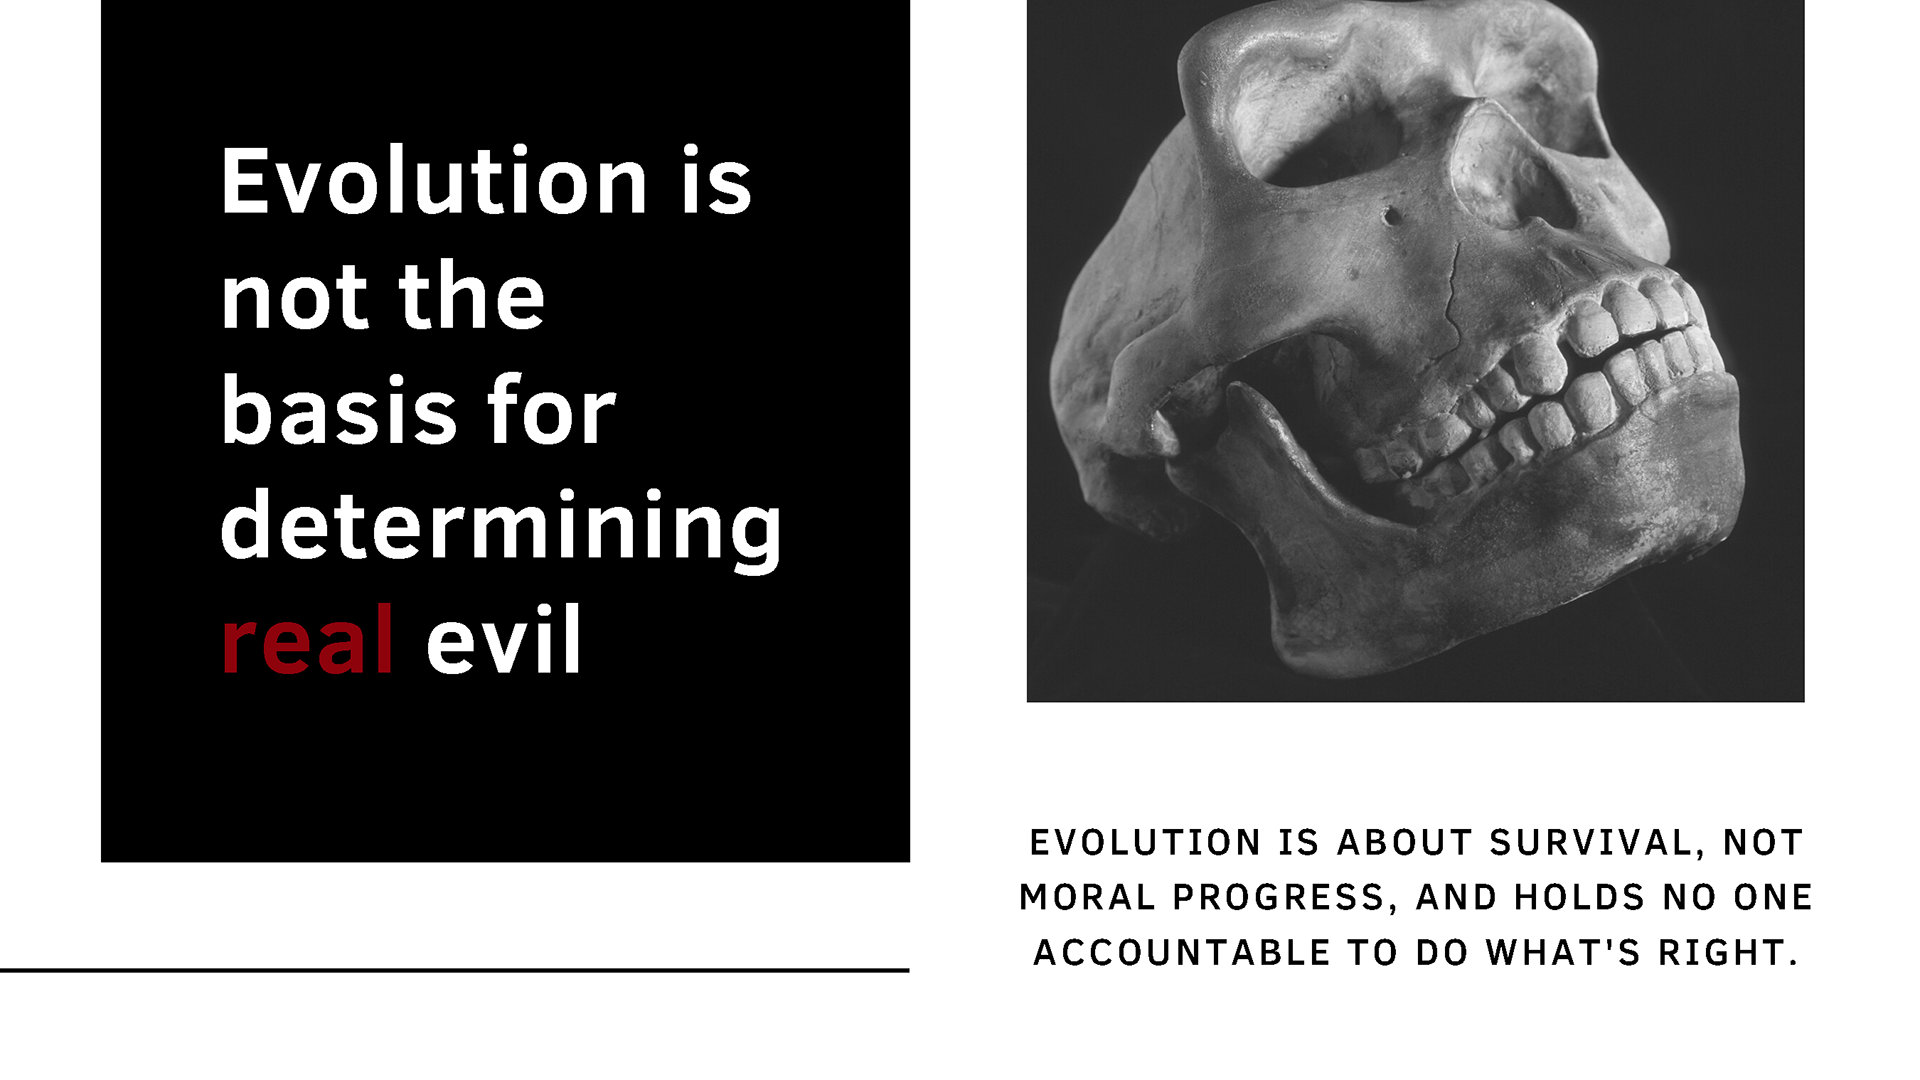 Evolution is
not the
basis for
determining
real evil
EVOLUTION IS ABOUT SURVIVAL, NOT
MORAL PROGRESS, AND HOLDS NO ONE
ACCOUNTABLE TO DO WHAT'S RIGHT.